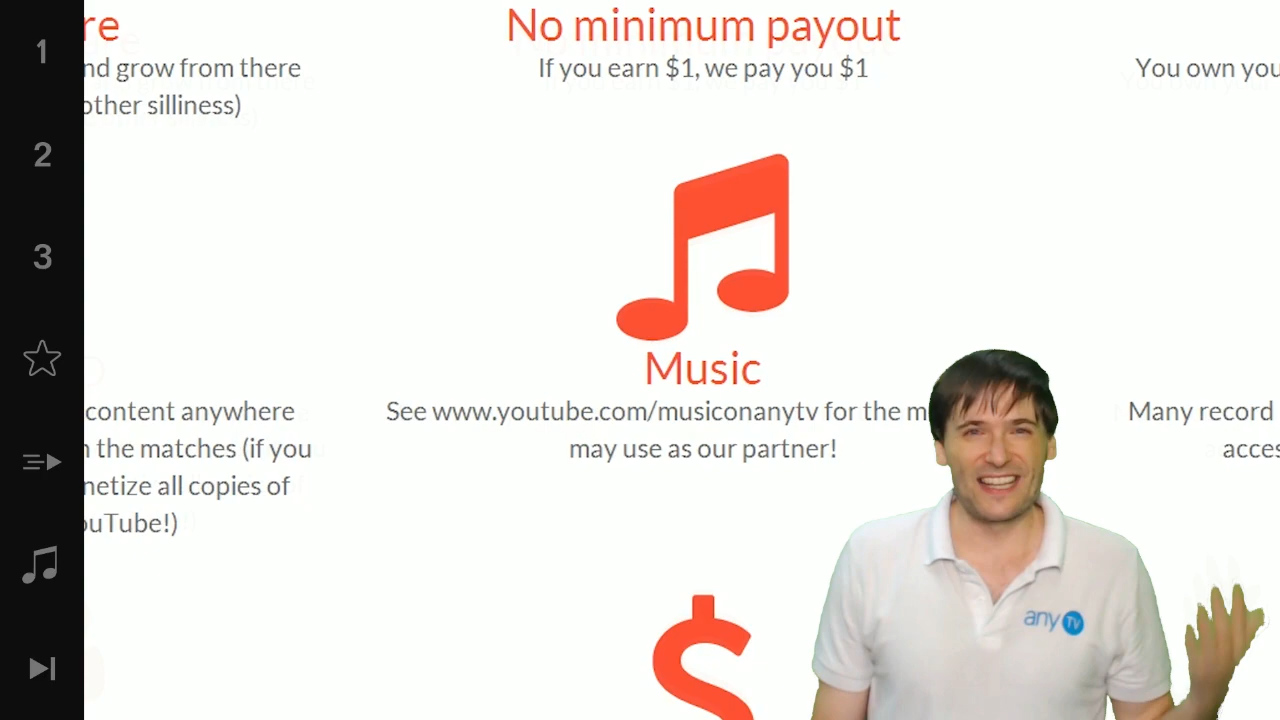 1
2
3
re
nd grow from there
other silliness)
No minimum payout
If you earn $1, we pay you $1
You own you
content anywhere
the matches (if you
netize all copies of
ouTube!)
Music
See www.youtube.com/musiconanytv for the m
may use as our partner!
Many record
acces
$
any TV